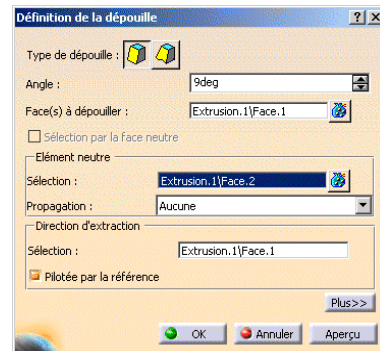 Définition de la dépouille
Type de dépouille :
Angle : 9deg
Face(s) à dépouiller : Extrusion.1\Face.1
Sélection par la face neutre
Elément neutre
Sélection : Extrusion.1\Face.2
Propagation : Aucune
Direction d'extraction
Sélection : Extrusion.1\Face.1
Pilotée par la référence
Plus>>
OK Annuler Aperçu